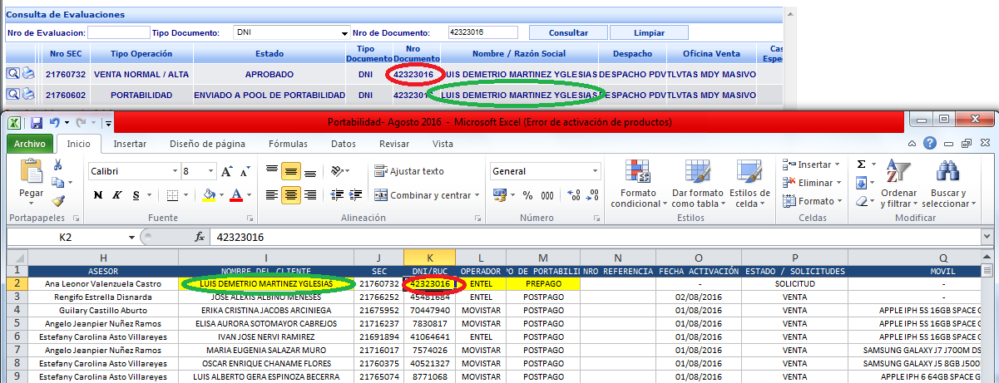 Consulta de Evaluaciones
Nro de Evaluacion: Tipo Documento: DNI Nro de Documento: 42323016 Consultar Limpiar
Nro SEC Tipo Operación Estado Tipo Documento Nro Documento Nombre / Razón Social Despacho Oficina Venta Cas Espe
21760732 VENTA NORMAL / ALTA APROBADO DNI 42323016 UIS DEMETRIO MARTINEZ YGLESIAS DESPACHO PDV TLVTAS MDY MASIVO
21760602 PORTABILIDAD ENVIADO A POOL DE PORTABILIDAD DNI 4232301 LUIS DEMETRIO MARTINEZ YGLESIAS DESPACHO PDV TLVTAS MDY MASIVO
Portabilidad- Agosto 2016 - Microsoft Excel (Error de activación de productos)
Archivo Inicio Insertar Diseño de página Fórmulas Datos Revisar Vista
Pegar
Calibri 8
N K S
Ajustar texto
Combinar y centrar
General
% 000
Formato condicional
Dar formato como tabla
Estilos de celda
Insertar
Eliminar
Formato
Ordenar y filtrar
Buscar y seleccionar
Portapapeles Fuente Alineación Número Estilos Celdas Modificar
K2 fx 42323016
H I J K L M N O P Q
1 ASESOR NOMBRE DEL CLIENTE SEC DNI/RUC OPERADOR PO DE PORTABILID NRO REFERENCIA FECHA ACTIVACIÓN ESTADO / SOLICITUDES MOVIL
2 Ana Leonor Valenzuela Castro LUIS DEMETRIO MARTINEZ YGLESIAS 21760732 42323016 ENTEL PREPAGO - SOLICITUD -
3 Rengifo Estrella Disnarda JOSE ALEXIS ALBINO MENESES 21766252 45481684 ENTEL POSTPAGO 02/08/2016 VENTA -
4 Guilary Castillo Aburto ERIKA CRISTINA JACOBS ARCINIEGA 21675952 70447940 MOVISTAR POSTPAGO 01/08/2016 VENTA APPLE IPH 5S 16GB SPACE G
5 Angelo Jeanpier Nuñez Ramos ELISA AURORA SOTOMAYOR CABREJOS 21716237 7830817 MOVISTAR POSTPAGO 01/08/2016 VENTA APPLE IPH 5S 16GB SPACE G
6 Estefany Carolina Asto Villareyes IVAN JOSE NERVI RAMIREZ 21691894 41064641 ENTEL POSTPAGO 01/08/2016 VENTA APPLE IPH 5S 16GB SPACE G
7 Angelo Jeanpier Nuñez Ramos MARIA EUGENIA SALAZAR MURO 21716017 7574026 MOVISTAR POSTPAGO 01/08/2016 VENTA SAMSUNG GALAXY J7 J700M DS
8 Estefany Carolina Asto Villareyes OSCAR ENRIQUE CHANAME FLORES 21760375 40521327 MOVISTAR POSTPAGO 01/08/2016 VENTA SAMSUNG GALAXY J5 8GB J500M
9 Estefany Carolina Asto Villareyes LUIS ALBERTO GERA ESPINOZA BECERRA 21765074 8771068 MOVISTAR POSTPAGO 01/08/2016 VENTA APPLE IPH 6 64GB SPACE G